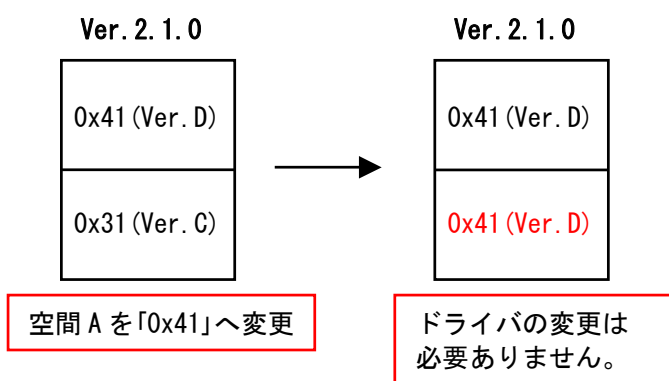 Ver.2.1.0 Ver.2.1.0
0x41(Ver.D) 0x41(Ver.D)
0x31(Ver.C) 0x41(Ver.D)
空間 A を｢0x41｣へ変更
ドライバの変更は
必要ありません。